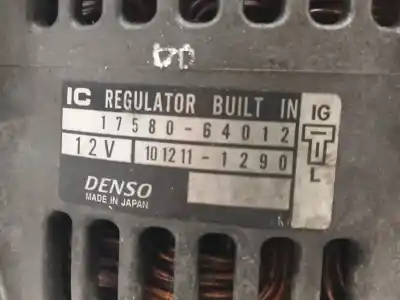 IC REGULATOR BUILT IN
IG
17580-64012
12V
101211-1290
L
DENSO
MADE IN JAPAN